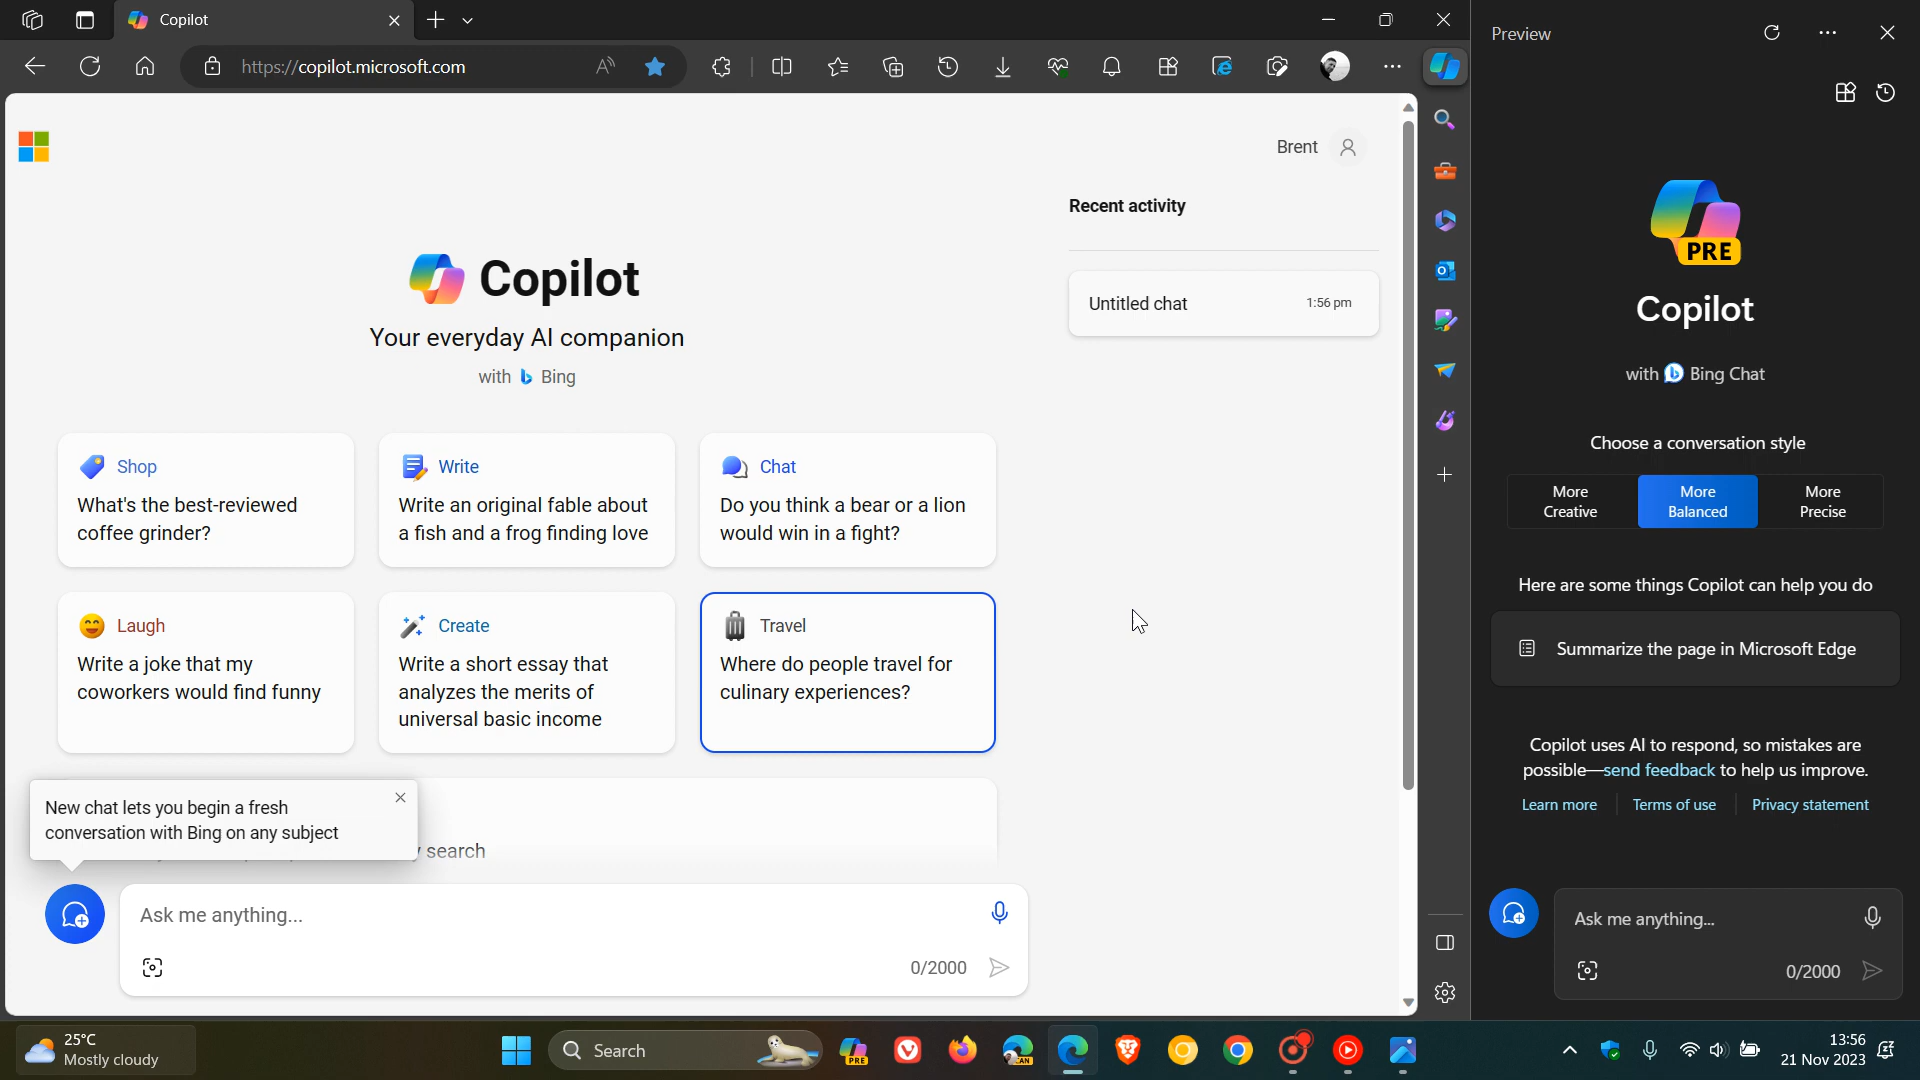 Copilot
https://copilot.microsoft.com
Brent
Recent activity
Untitled chat 1:56 pm
Copilot
Your everyday AI companion
with Bing
Shop
What's the best-reviewed
coffee grinder?
Write
Write an original fable about
a fish and a frog finding love
Chat
Do you think a bear or a lion
would win in a fight?
Laugh
Write a joke that my
coworkers would find funny
Create
Write a short essay that
analyzes the merits of
universal basic income
Travel
Where do people travel for
culinary experiences?
New chat lets you begin a fresh
conversation with Bing on any subject
search
Ask me anything...
0/2000
Preview
PRE
Copilot
with Bing Chat
Choose a conversation style
More
Creative
More
Balanced
More
Precise
Here are some things Copilot can help you do
Summarize the page in Microsoft Edge
Copilot uses AI to respond, so mistakes are
possible—send feedback to help us improve.
Learn more Terms of use Privacy statement
Ask me anything...
0/2000
25°C
Mostly cloudy
Search
PRE
CAN
13:56
21 Nov 2023